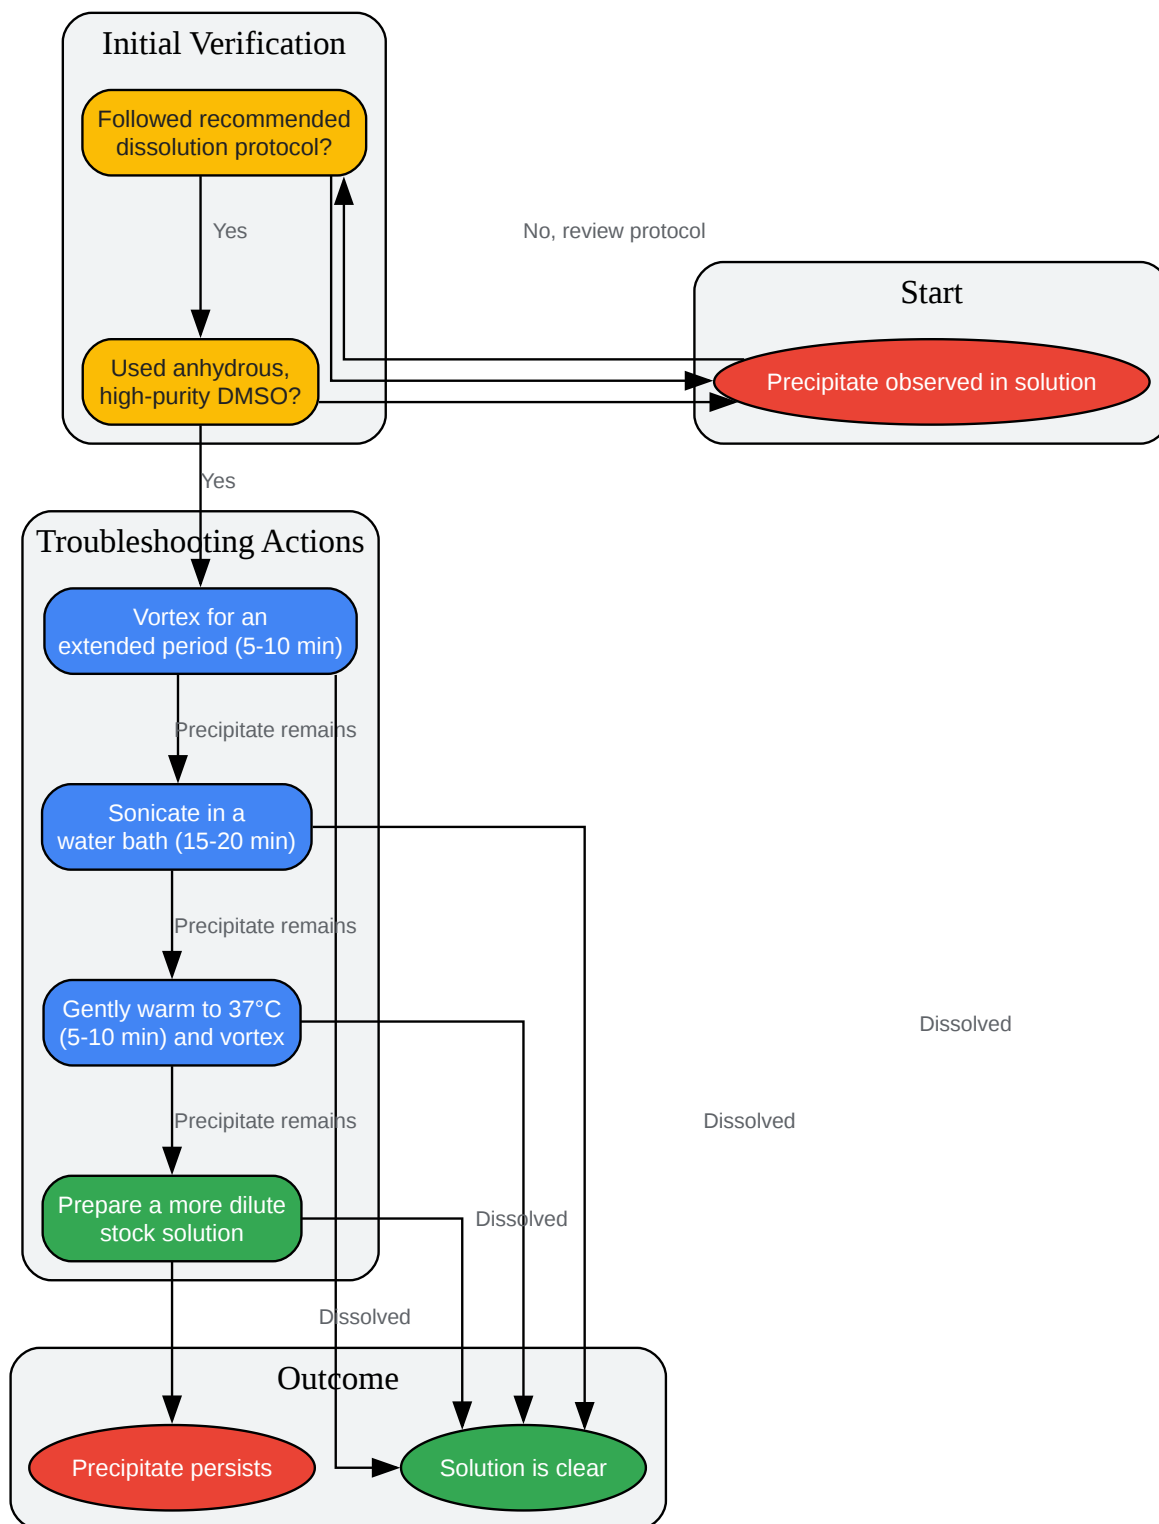 Initial Verification
Followed recommended
dissolution protocol?
Yes
No, review protocol
Start
Used anhydrous,
high-purity DMSO?
Precipitate observed in solution
Yes
Troubleshooting Actions
Vortex for an
extended period (5-10 min)
Precipitate remains
Sonicate in a
water bath (15-20 min)
Precipitate remains
Gently warm to 37°C
(5-10 min) and vortex
Dissolved
Precipitate remains
Dissolved
Prepare a more dilute
stock solution
Dissolved
Dissolved
Outcome
Precipitate persists
Solution is clear